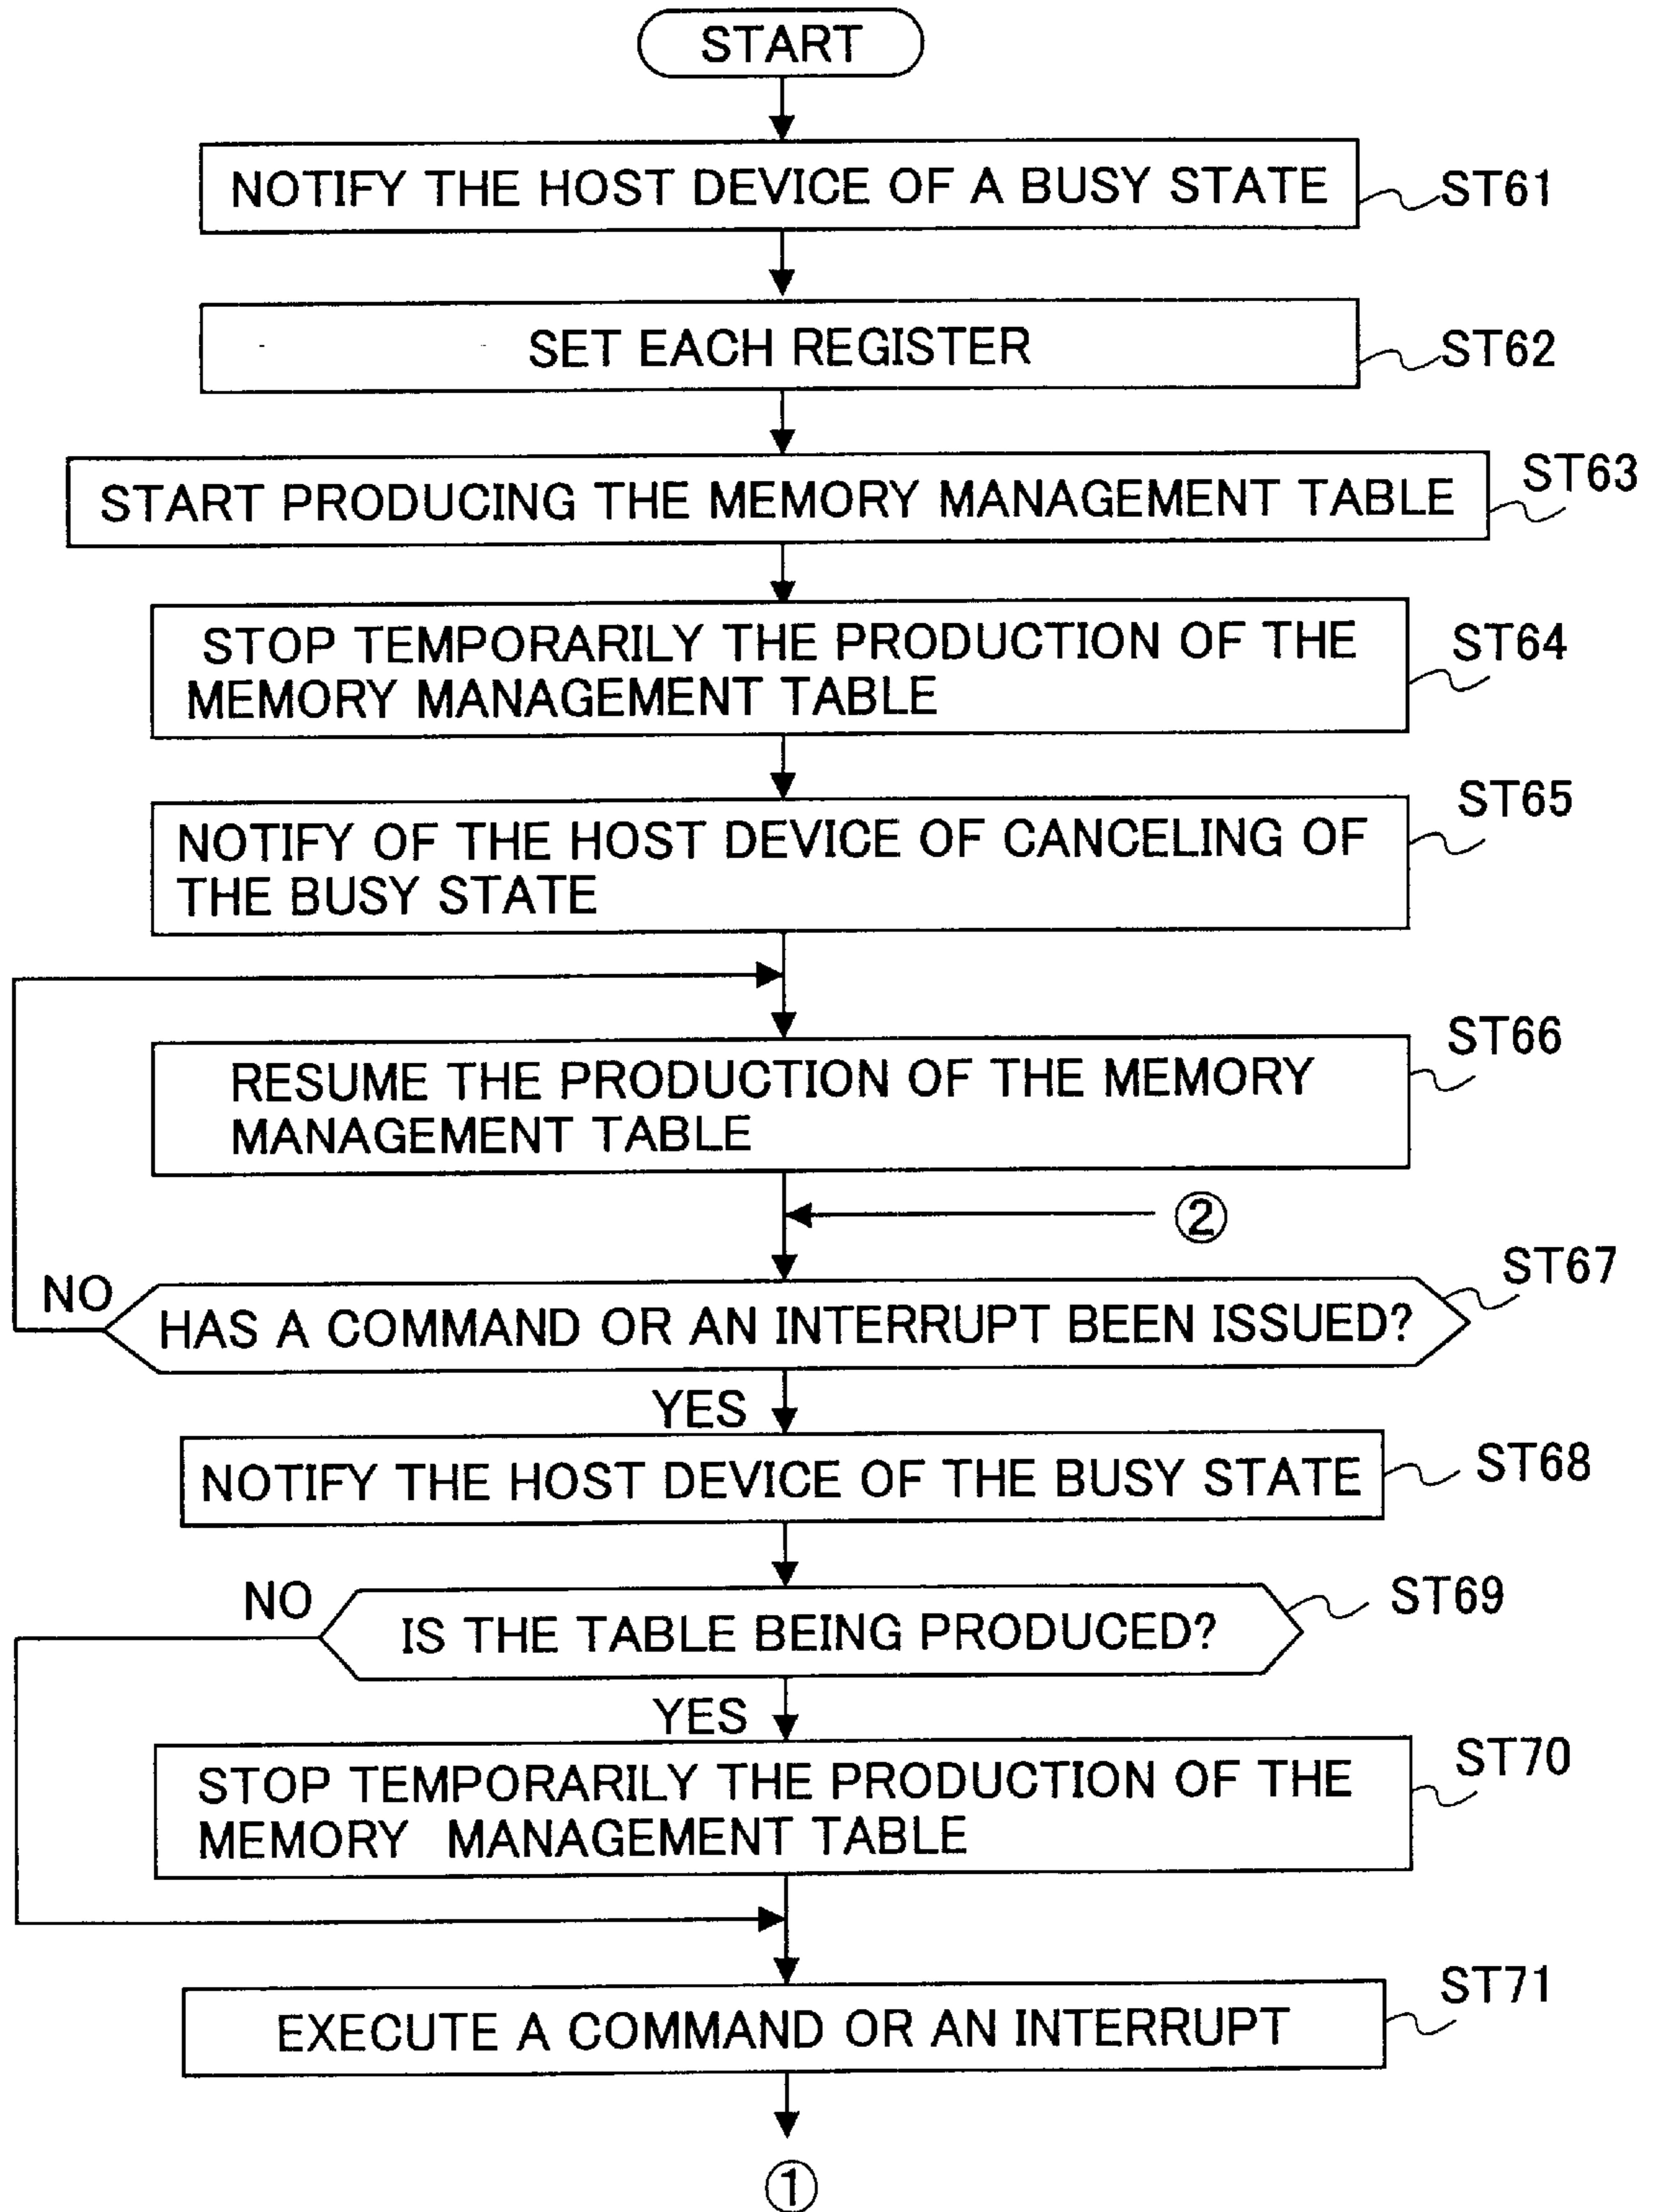 START
NOTIFY THE HOST DEVICE OF A BUSY STATE
ST61
SET EACH REGISTER
ST62
START PRODUCING THE MEMORY MANAGEMENT TABLE
ST63
STOP TEMPORARILY THE PRODUCTION OF THE
MEMORY MANAGEMENT TABLE
ST64
NOTIFY OF THE HOST DEVICE OF CANCELING OF
THE BUSY STATE
ST65
RESUME THE PRODUCTION OF THE MEMORY
MANAGEMENT TABLE
ST66
②
NO
HAS A COMMAND OR AN INTERRUPT BEEN ISSUED?
ST67
YES
NOTIFY THE HOST DEVICE OF THE BUSY STATE
ST68
NO
IS THE TABLE BEING PRODUCED?
ST69
YES
STOP TEMPORARILY THE PRODUCTION OF THE
MEMORY MANAGEMENT TABLE
ST70
EXECUTE A COMMAND OR AN INTERRUPT
ST71
①